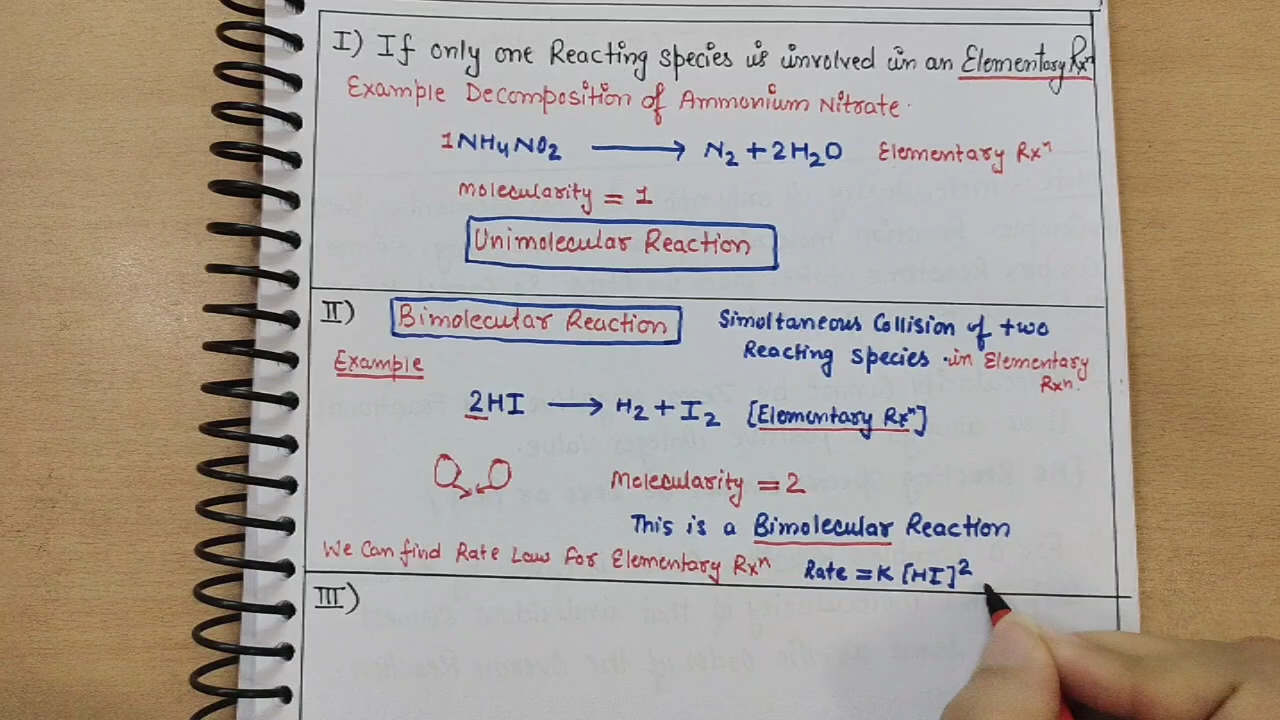 I) If only one Reacting species is involved in an Elementary Rxⁿ
Example Decomposition of Ammonium Nitrate.
1NH₄NO₂ ⟶ N₂ + 2H₂O Elementary Rxⁿ
Molecularity = 1
Unimolecular Reaction
II) Bimolecular Reaction Simoltaneous Collision of two
Reacting species. in Elementary
Rxⁿ.
Example
2HI ⟶ H₂ + I₂ [Elementary Rxⁿ]
Molecularity = 2
This is a Bimolecular Reaction
We Can find Rate Law For Elementary Rxⁿ Rate = K [HI]²
III)